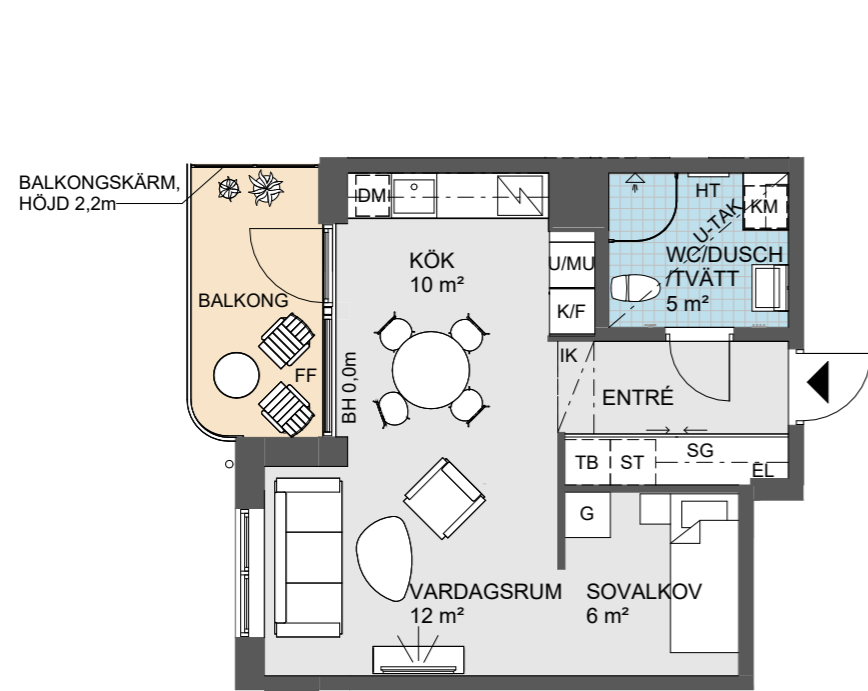 BALKONGSKÄRM,
HÖJD 2,2m
DM
HT
KM
U-TAK
KÖK
10 m²
U/MU
WC/DUSCH
/TVÄTT
5 m²
BALKONG
K/F
FF
BH 0,0m
IK
ENTRÉ
TB
ST
SG
EL
G
VARDAGSRUM
12 m²
SOVALKOV
6 m²